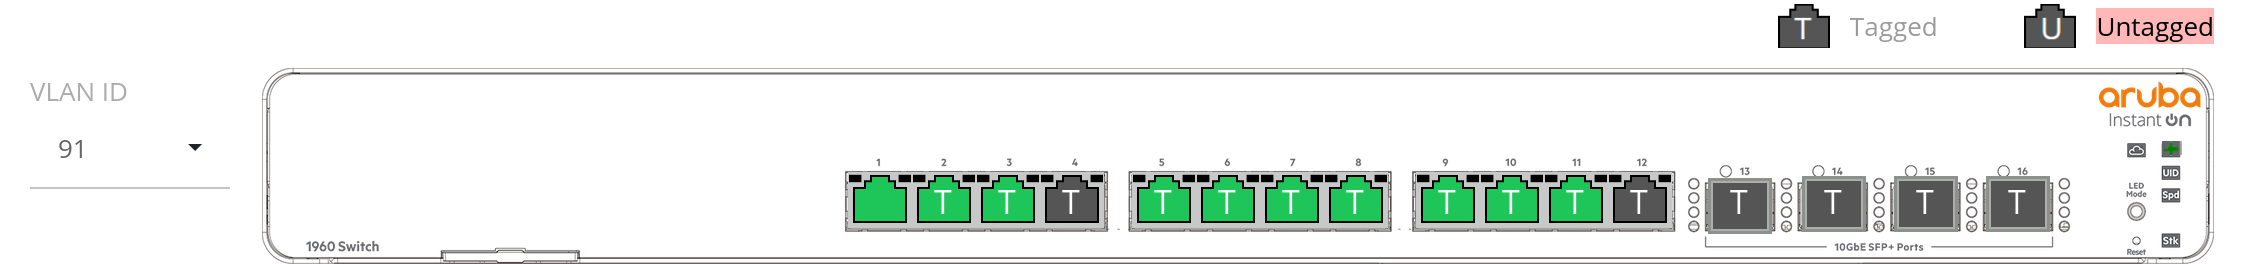 T Tagged U Untagged
VLAN ID
91
aruba
Instant On
1 2 3 4 5 6 7 8 9 10 11 12 13 14 15 16
T T T T T T T T T T T T T T T
UID
LED
Mode
Spd
1960 Switch
10GbE SFP+ Ports
Stk
Reset